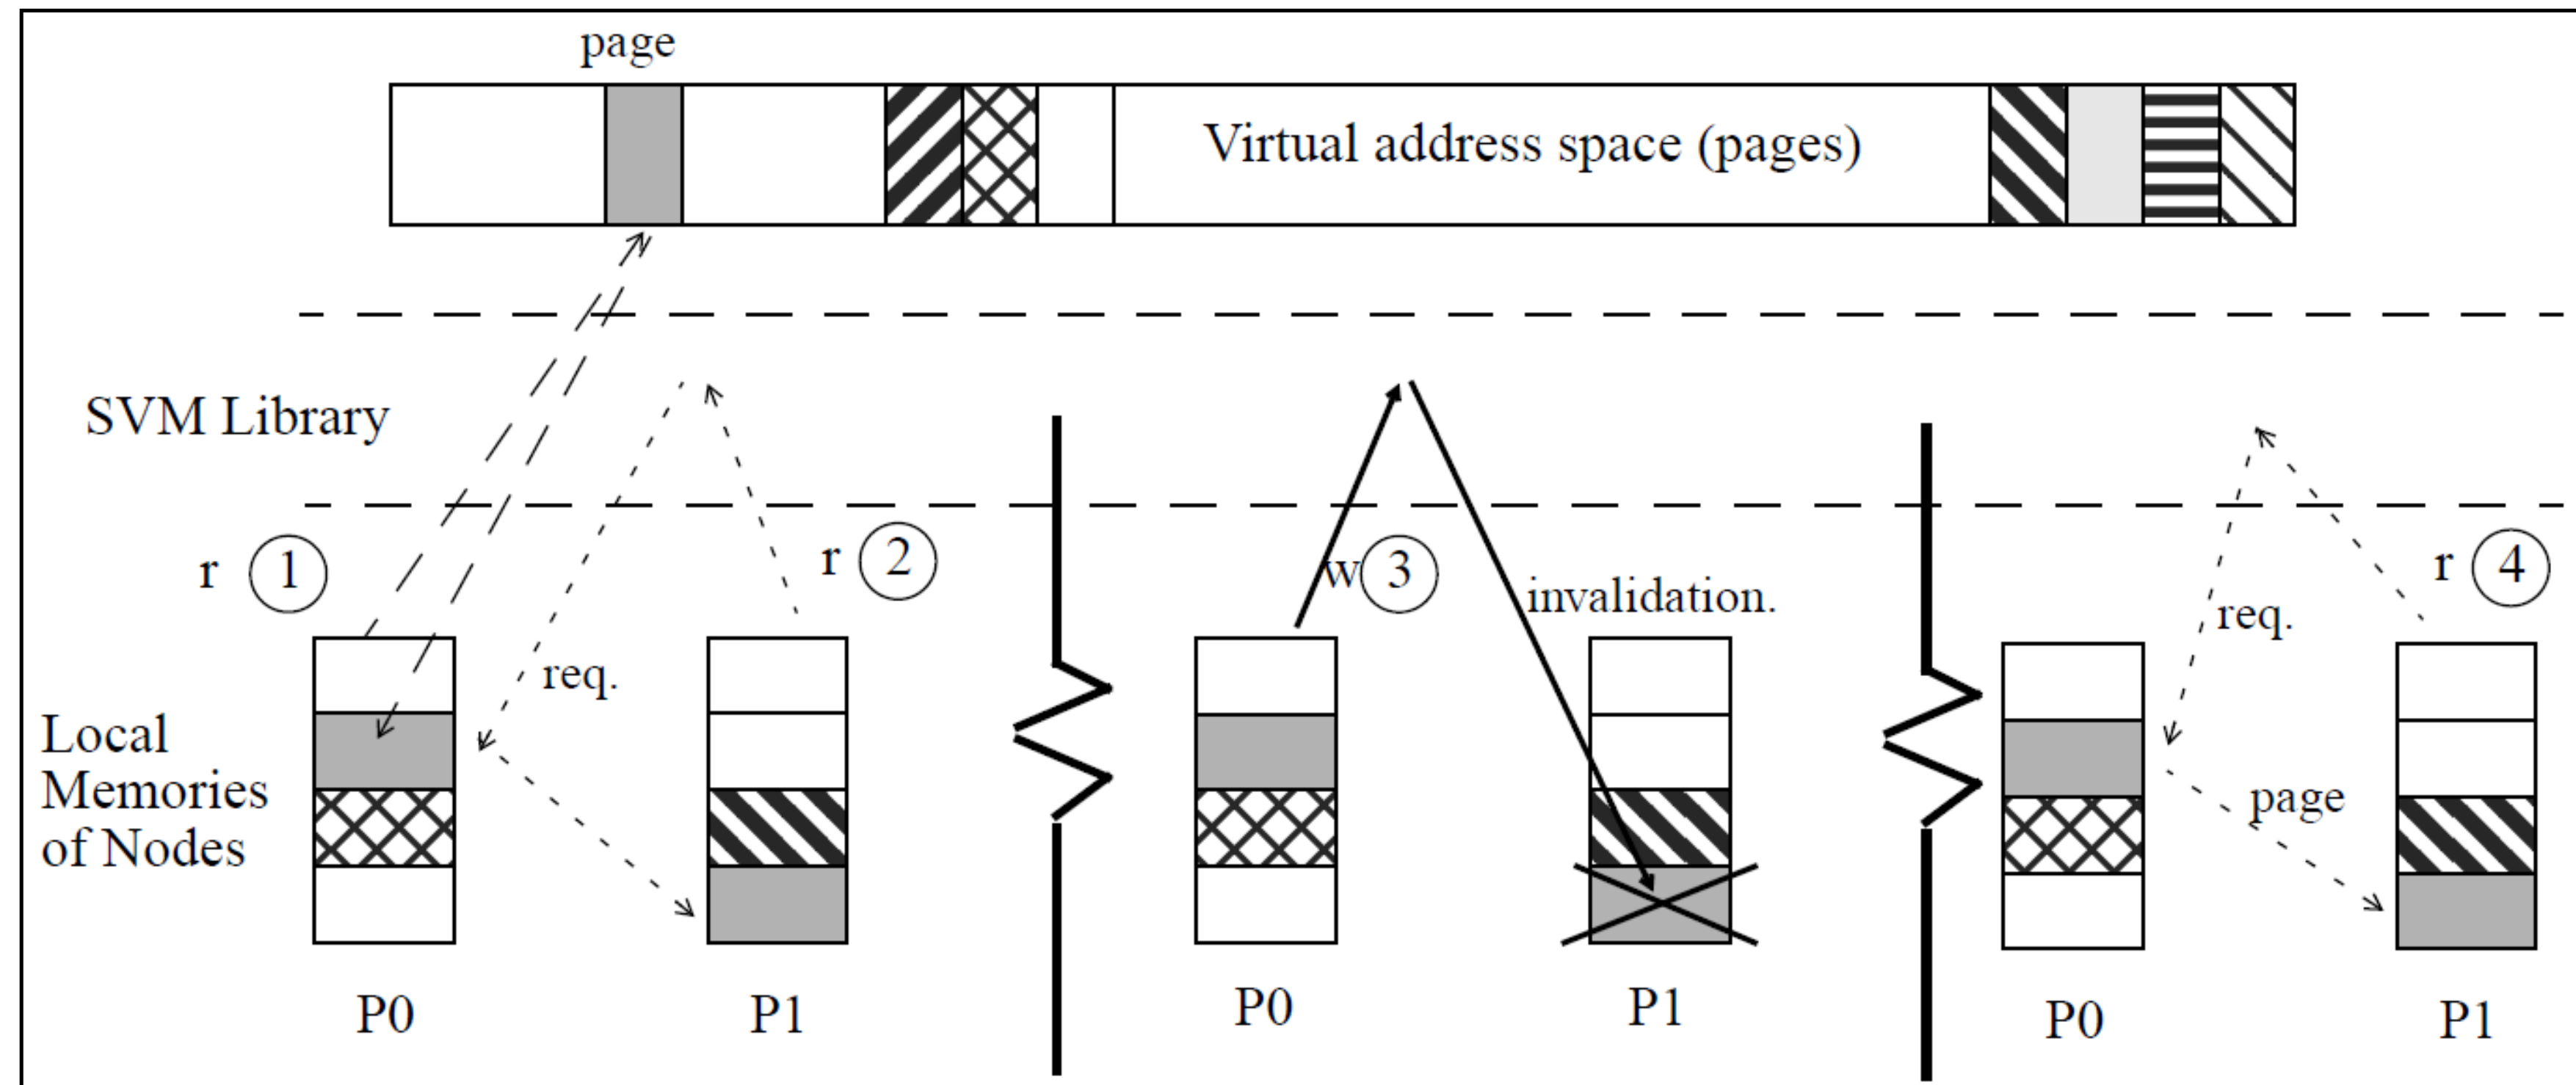 page
Virtual address space (pages)
SVM Library
r 1
r 2
w 3
invalidation.
r 4
req.
req.
Local
Memories
of Nodes
page
P0
P1
P0
P1
P0
P1